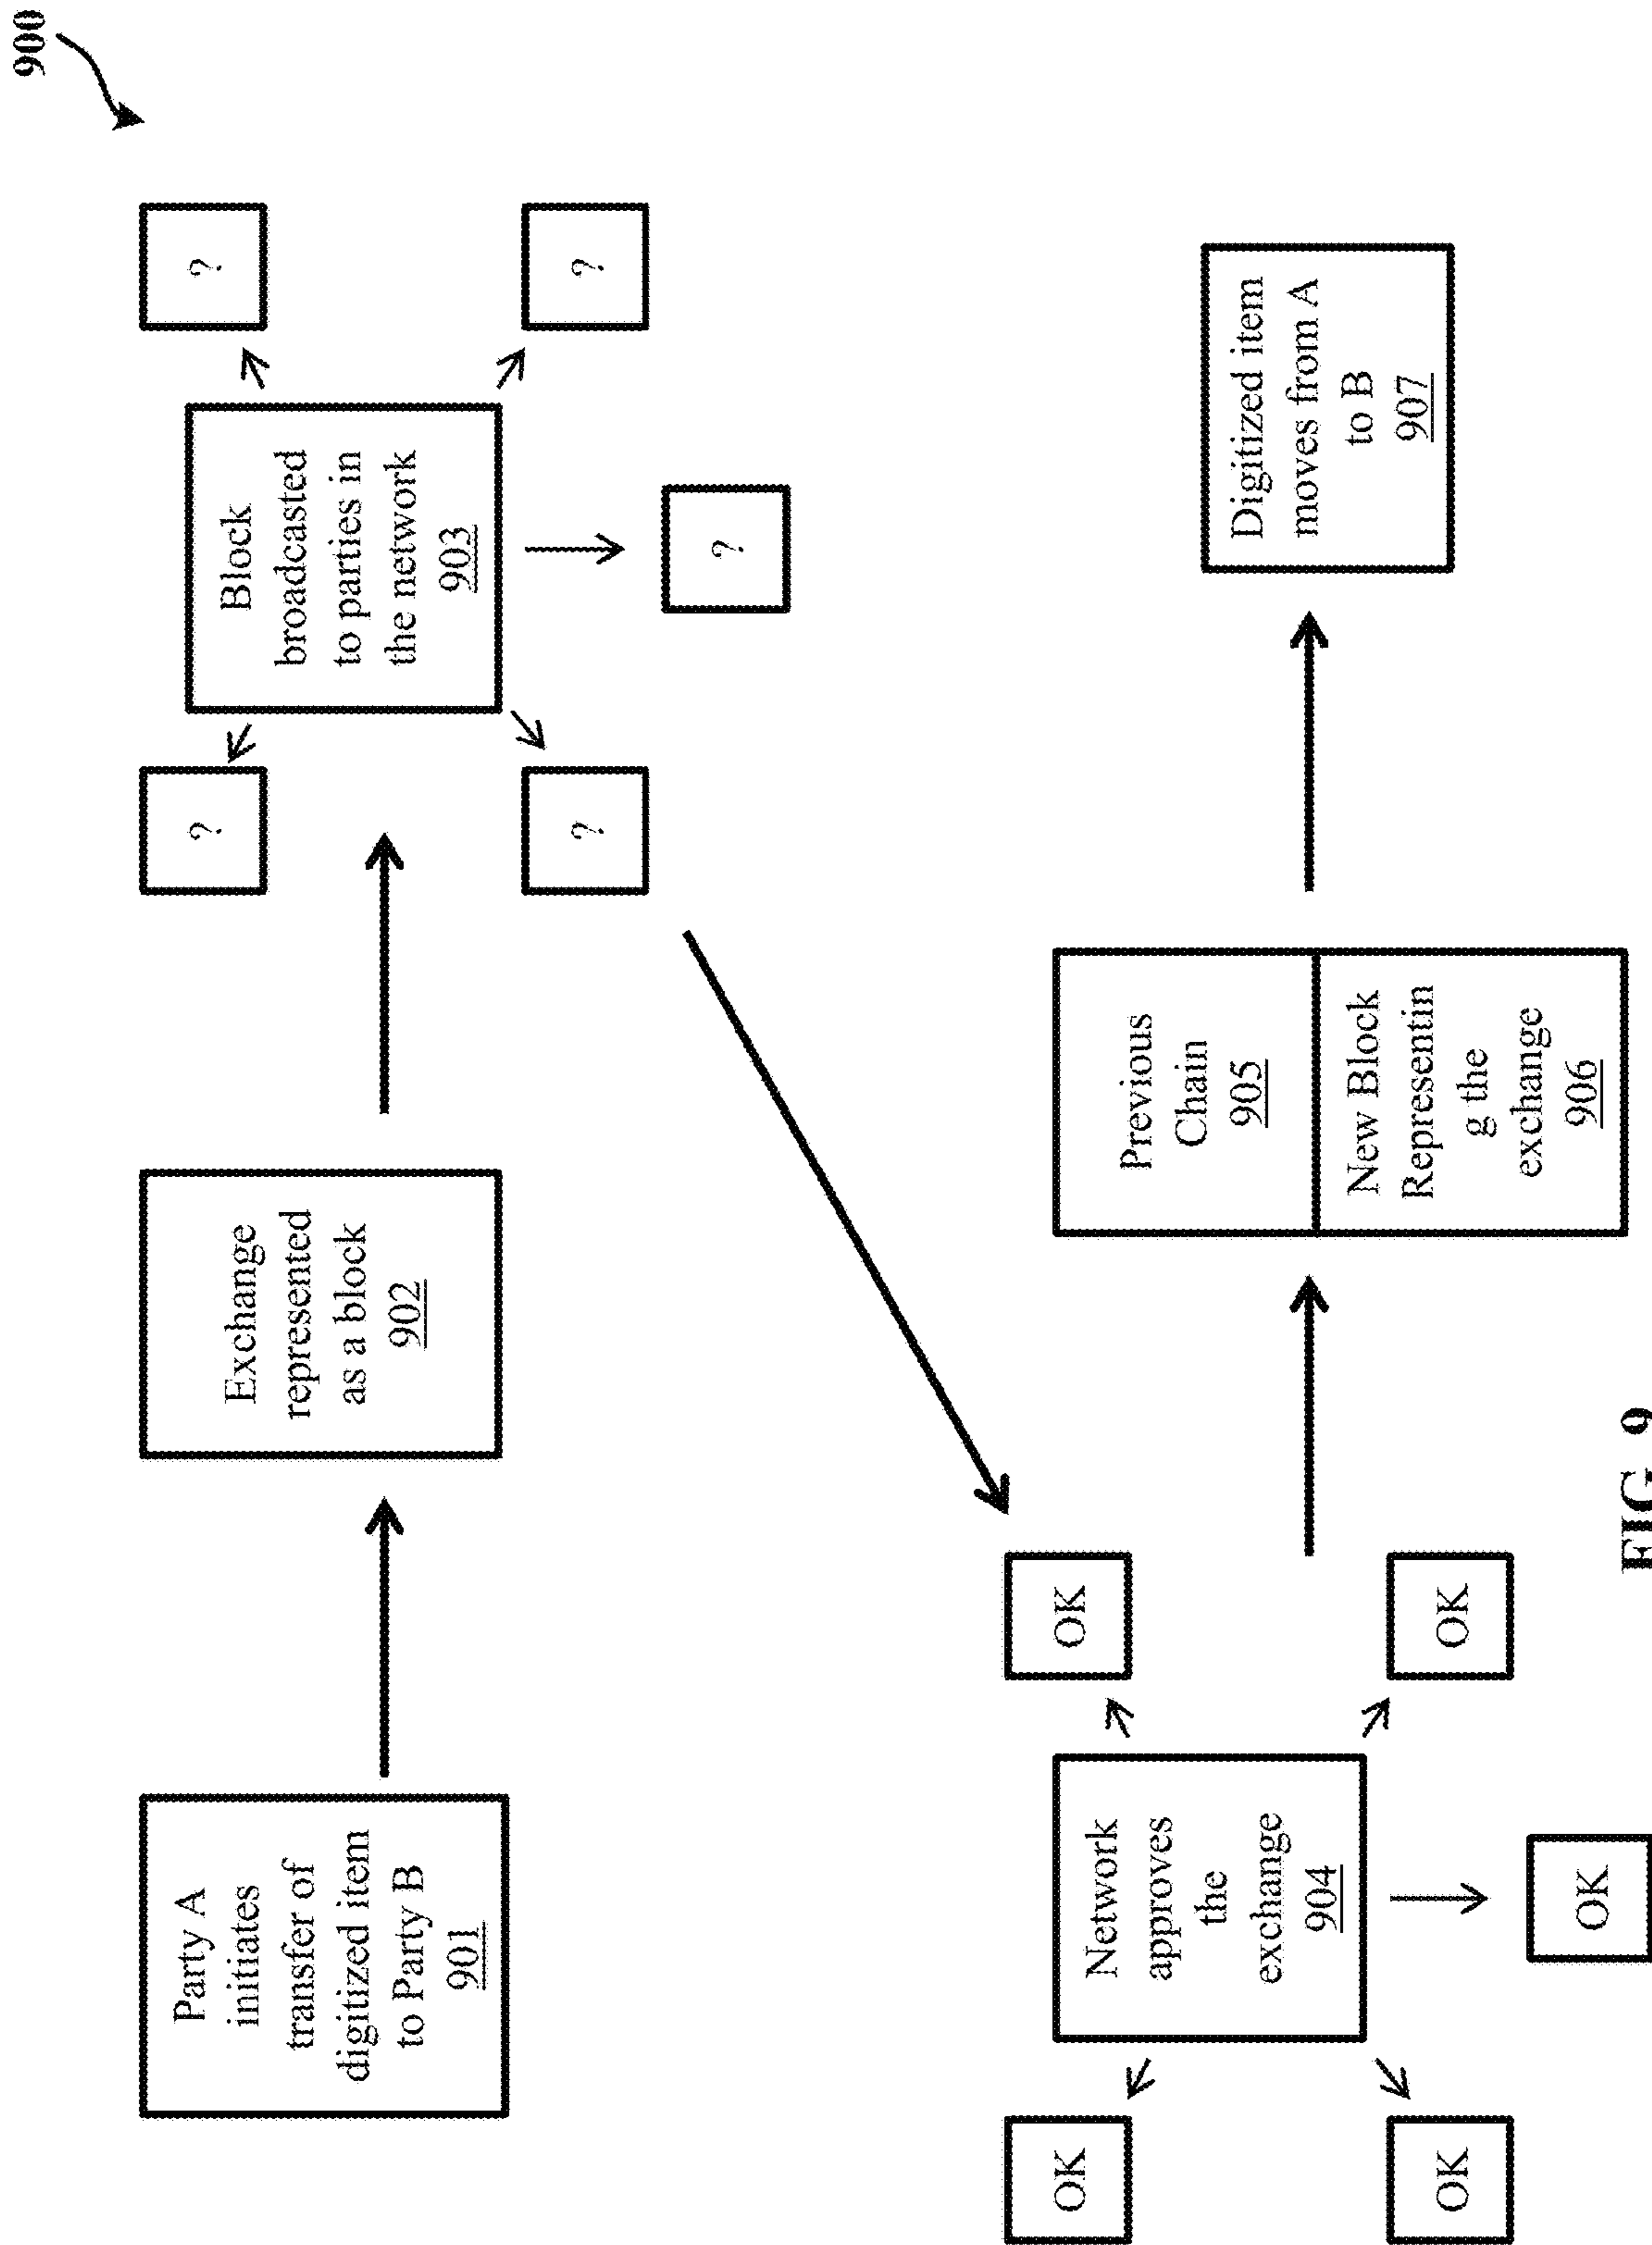 900
Party A
initiates
transfer of
digitized item
to Party B
901
Exchange
represented
as a block
902
?
?
Block
broadcasted
to parties in
the network
903
?
?
?
OK
OK
Network
approves
the
exchange
904
OK
OK
OK
Previous
Chain
905
New Block
Representin
g the
exchange
906
Digitized item
moves from A
to B
907
FIG. 9